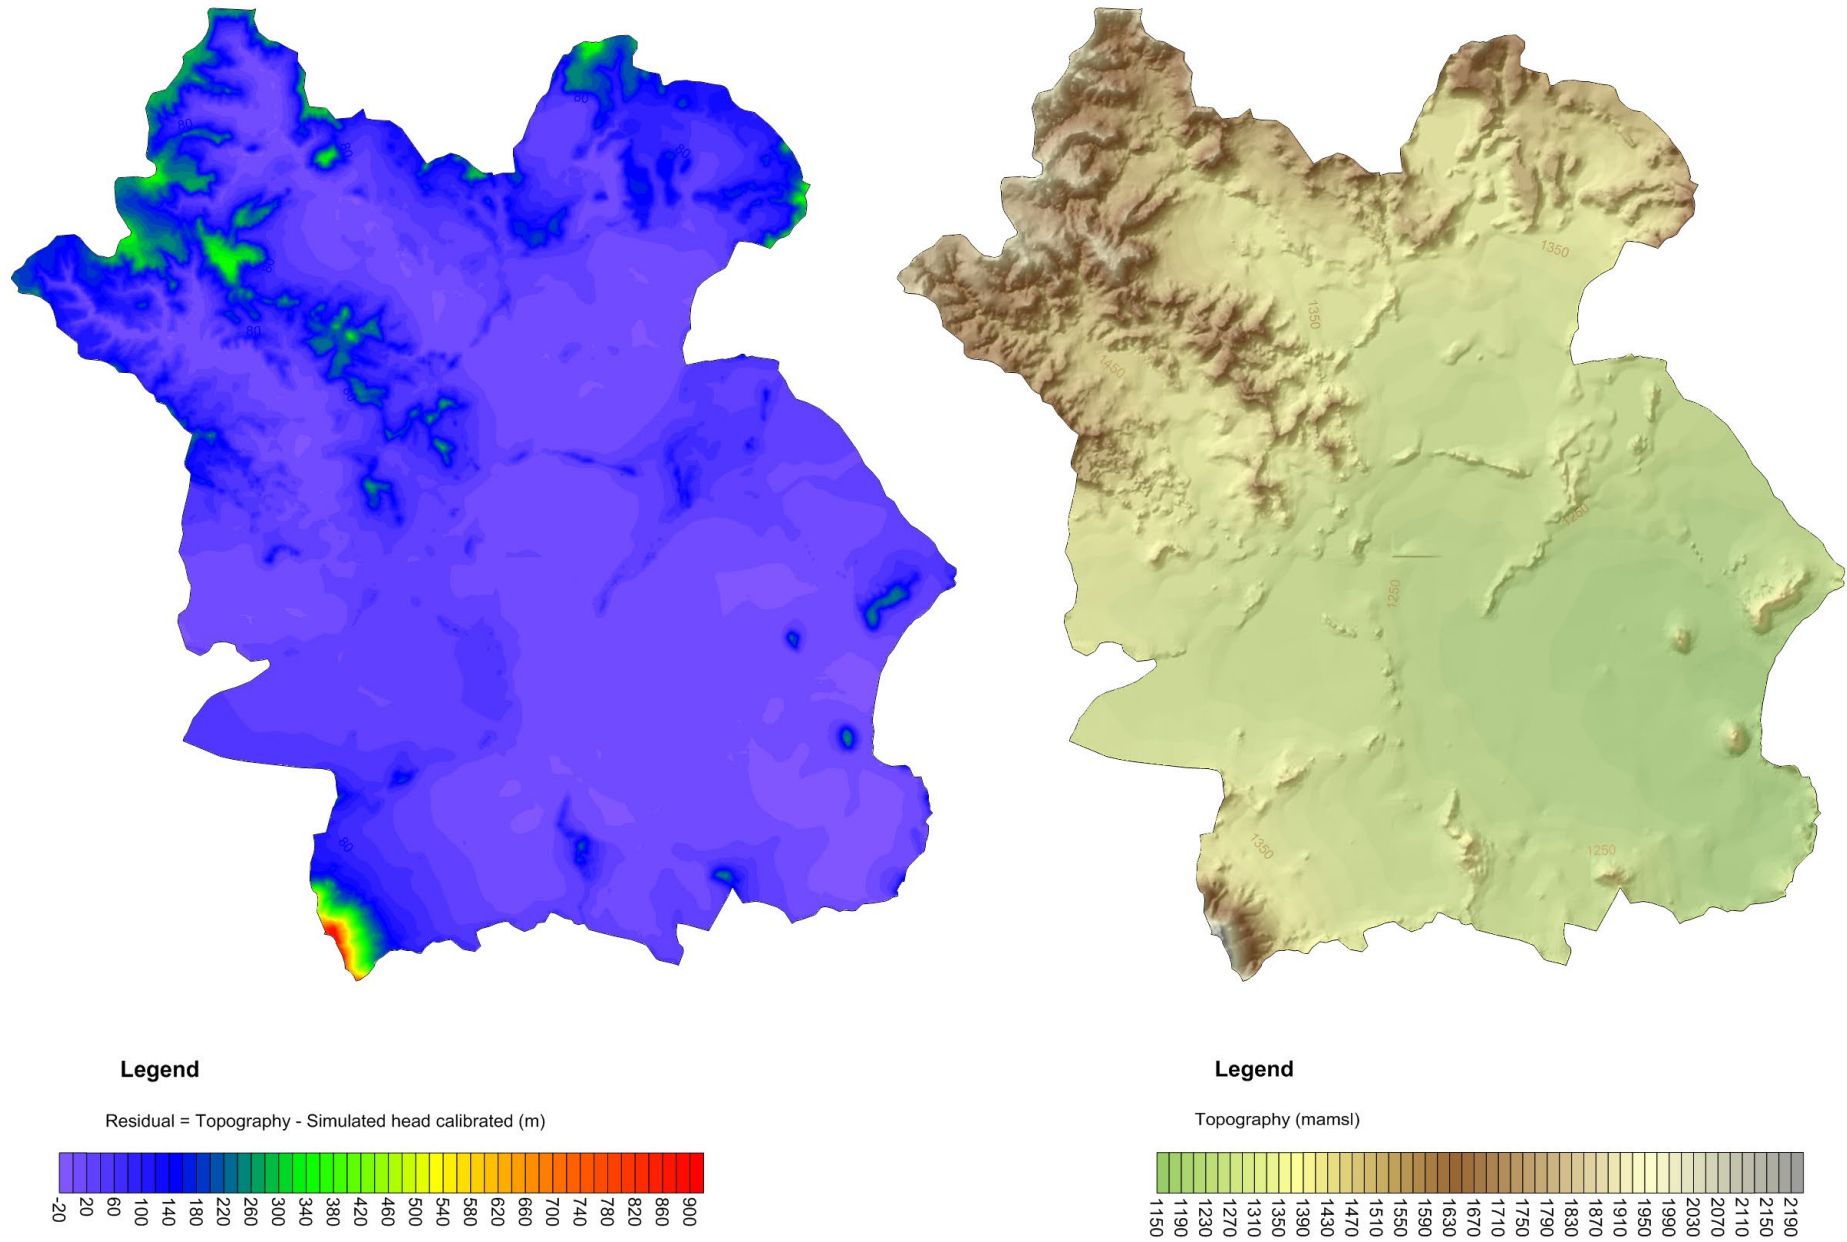 80
80
80
80
80
80
80
80
1350
1350
1450
1250
1250
1350
1250
Legend
Residual = Topography - Simulated head calibrated (m)
-20 20 60 100 140 180 220 260 300 340 380 420 460 500 540 580 620 660 700 740 780 820 860 900
Legend
Topography (mamsl)
1150 1190 1230 1270 1310 1350 1390 1430 1470 1510 1550 1590 1630 1670 1710 1750 1790 1830 1870 1910 1950 1990 2030 2070 2110 2150 2190